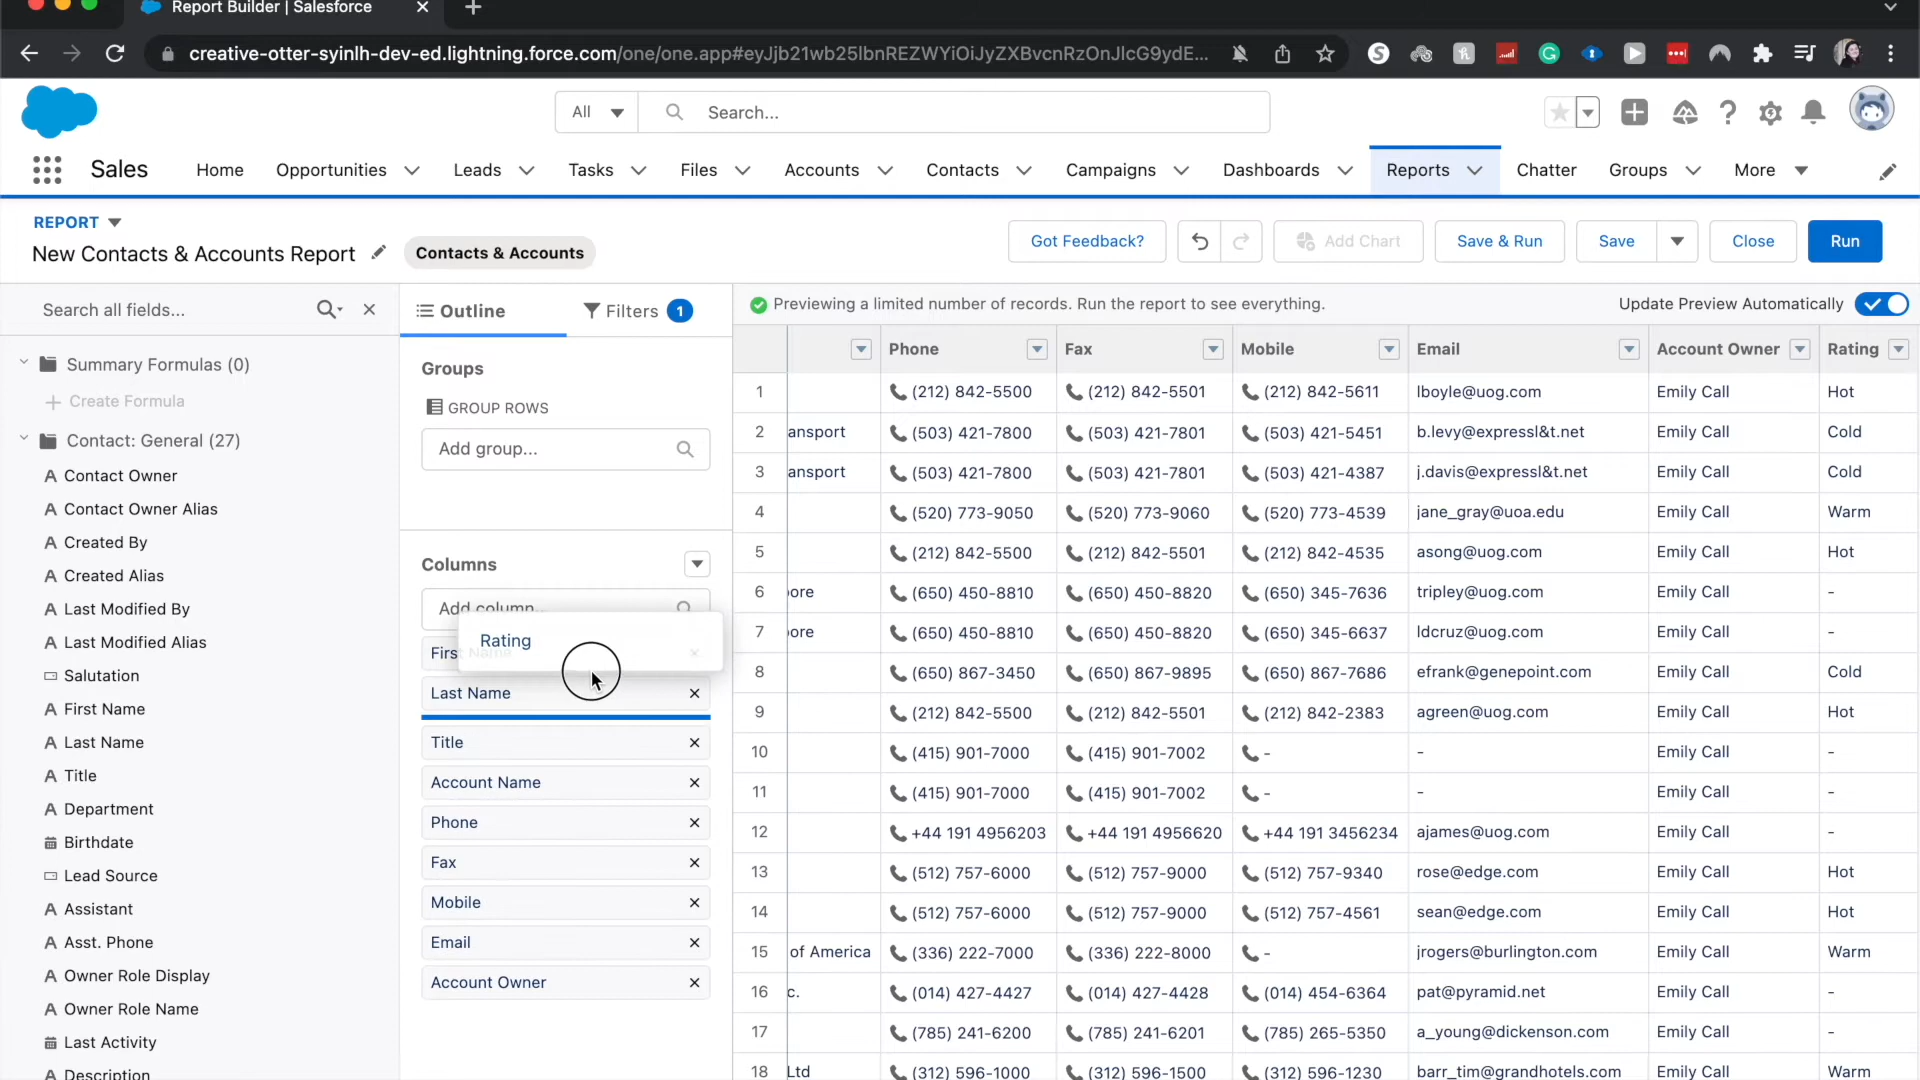 Report Builder | Salesforce
creative-otter-syinlh-dev-ed.lightning.force.com/one/one.app#eyJjb21wb25lbnREZWYiOiJyZXBvcnRzOnJlcG9ydE...
All
Search...
Sales
Home
Opportunities
Leads
Tasks
Files
Accounts
Contacts
Campaigns
Dashboards
Reports
Chatter
Groups
More
REPORT
New Contacts & Accounts Report
Contacts & Accounts
Got Feedback?
Add Chart
Save & Run
Save
Close
Run
Search all fields...
Summary Formulas (0)
Create Formula
Contact: General (27)
Contact Owner
Contact Owner Alias
Created By
Created Alias
Last Modified By
Last Modified Alias
Salutation
First Name
Last Name
Title
Department
Birthdate
Lead Source
Assistant
Asst. Phone
Owner Role Display
Owner Role Name
Last Activity
Description
Outline
Filters 1
Groups
GROUP ROWS
Add group...
Columns
Add column...
Rating
First Name
Last Name
Title
Account Name
Phone
Fax
Mobile
Email
Account Owner
Previewing a limited number of records. Run the report to see everything.
Update Preview Automatically
Phone Fax Mobile Email Account Owner Rating
1 (212) 842-5500 (212) 842-5501 (212) 842-5611 lboyle@uog.com Emily Call Hot
2 ansport (503) 421-7800 (503) 421-7801 (503) 421-5451 b.levy@expressl&t.net Emily Call Cold
3 ansport (503) 421-7800 (503) 421-7801 (503) 421-4387 j.davis@expressl&t.net Emily Call Cold
4 (520) 773-9050 (520) 773-9060 (520) 773-4539 jane_gray@uoa.edu Emily Call Warm
5 (212) 842-5500 (212) 842-5501 (212) 842-4535 asong@uog.com Emily Call Hot
6 ore (650) 450-8810 (650) 450-8820 (650) 345-7636 tripley@uog.com Emily Call -
7 ore (650) 450-8810 (650) 450-8820 (650) 345-6637 ldcruz@uog.com Emily Call -
8 (650) 867-3450 (650) 867-9895 (650) 867-7686 efrank@genepoint.com Emily Call Cold
9 (212) 842-5500 (212) 842-5501 (212) 842-2383 agreen@uog.com Emily Call Hot
10 (415) 901-7000 (415) 901-7002 - - Emily Call -
11 (415) 901-7000 (415) 901-7002 - - Emily Call -
12 +44 191 4956203 +44 191 4956620 +44 191 3456234 ajames@uog.com Emily Call -
13 (512) 757-6000 (512) 757-9000 (512) 757-9340 rose@edge.com Emily Call Hot
14 (512) 757-6000 (512) 757-9000 (512) 757-4561 sean@edge.com Emily Call Hot
15 of America (336) 222-7000 (336) 222-8000 - jrogers@burlington.com Emily Call Warm
16 c. (014) 427-4427 (014) 427-4428 (014) 454-6364 pat@pyramid.net Emily Call -
17 (785) 241-6200 (785) 241-6201 (785) 265-5350 a_young@dickenson.com Emily Call -
18 Ltd (312) 596-1000 (312) 596-1500 (312) 596-1230 barr_tim@grandhotels.com Emily Call Warm